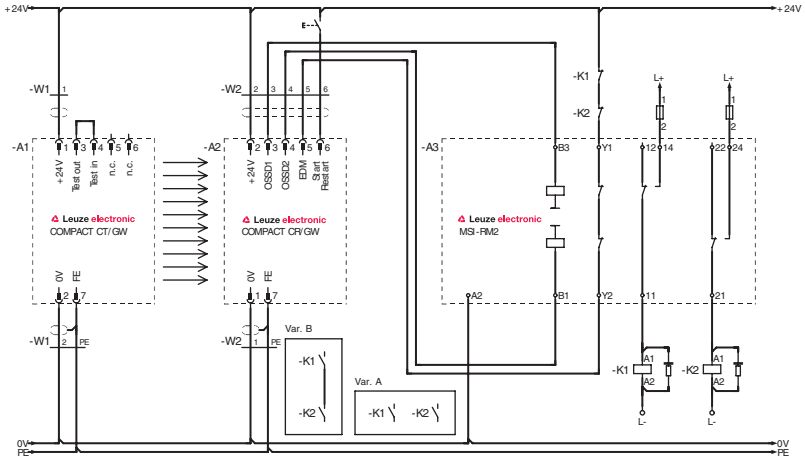 +24V +24V
-W1 1
-W2 2 3 4 5 6
-K1
-K2
L+ L+
1 1
2 2
-A1 1 3 4 5 6
+24V Test out Test in n.c. n.c.
-A2 2 3 4 5 6
+24V OSSD1 OSSD2 EDM Start Restart
-A3 B3 Y1 12 14 22 24
Leuze electronic
COMPACT CT/GW
Leuze electronic
COMPACT CR/GW
Leuze electronic
MSI-RM2
0V FE
2 7
0V FE
1 7
A2 B1 Y2 11 21
-W1 2 PE
-W2 1 PE
Var. B
-K1
-K2
Var. A
-K1 -K2
-K1 A1 A2
-K2 A1 A2
L- L-
0V 0V
PE PE